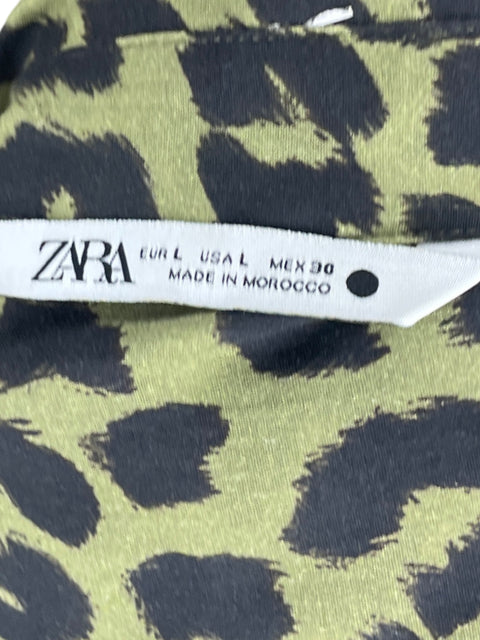 ZARA EUR L USA L MEX 30
MADE IN MOROCCO